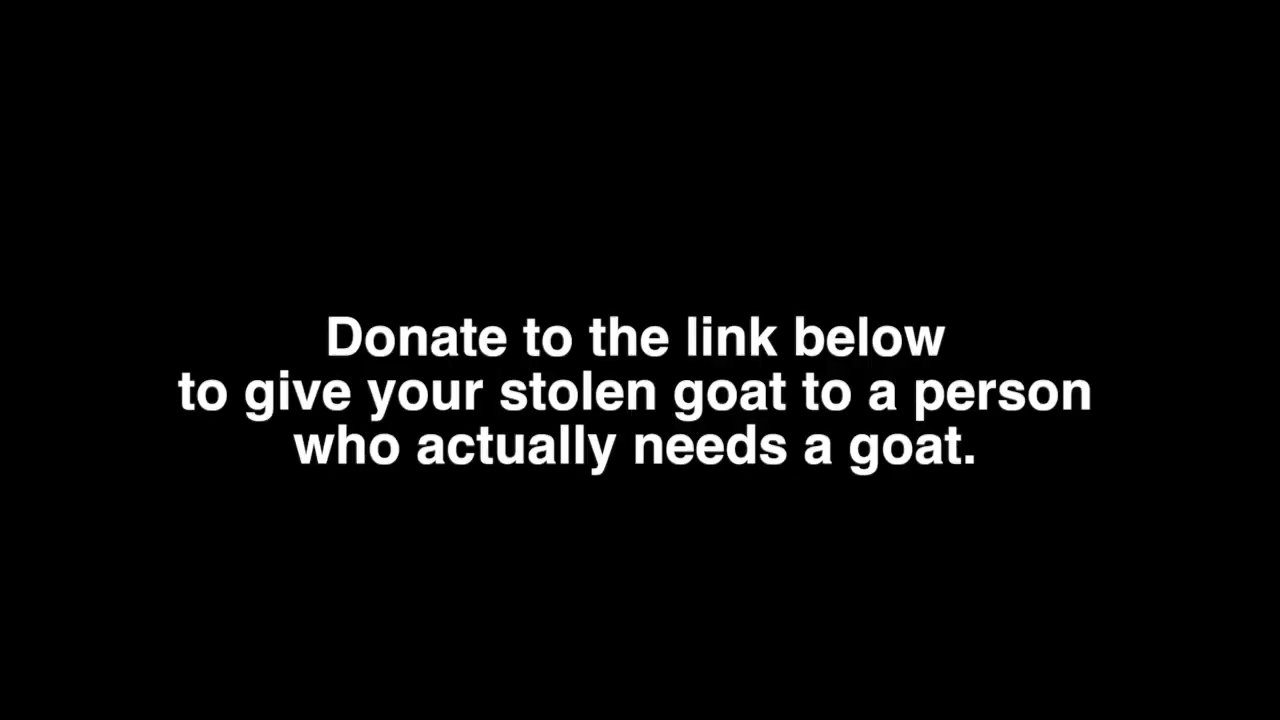 Donate to the link below
to give your stolen goat to a person
who actually needs a goat.